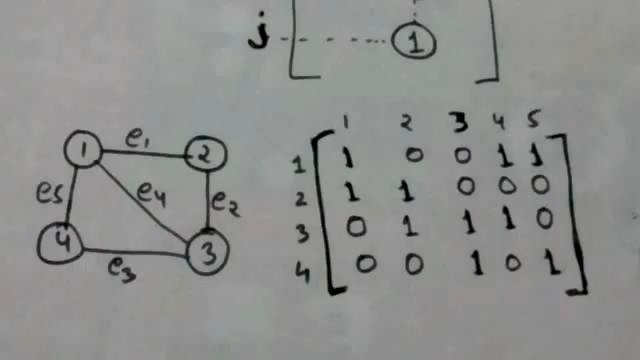 j 1
1 2 3 4 5
1 e1 2
1 1 0 0 1 1
e5 e4 e2
2 1 1 0 0 0
3 0 1 1 1 0
4 e3 3
4 0 0 1 0 1